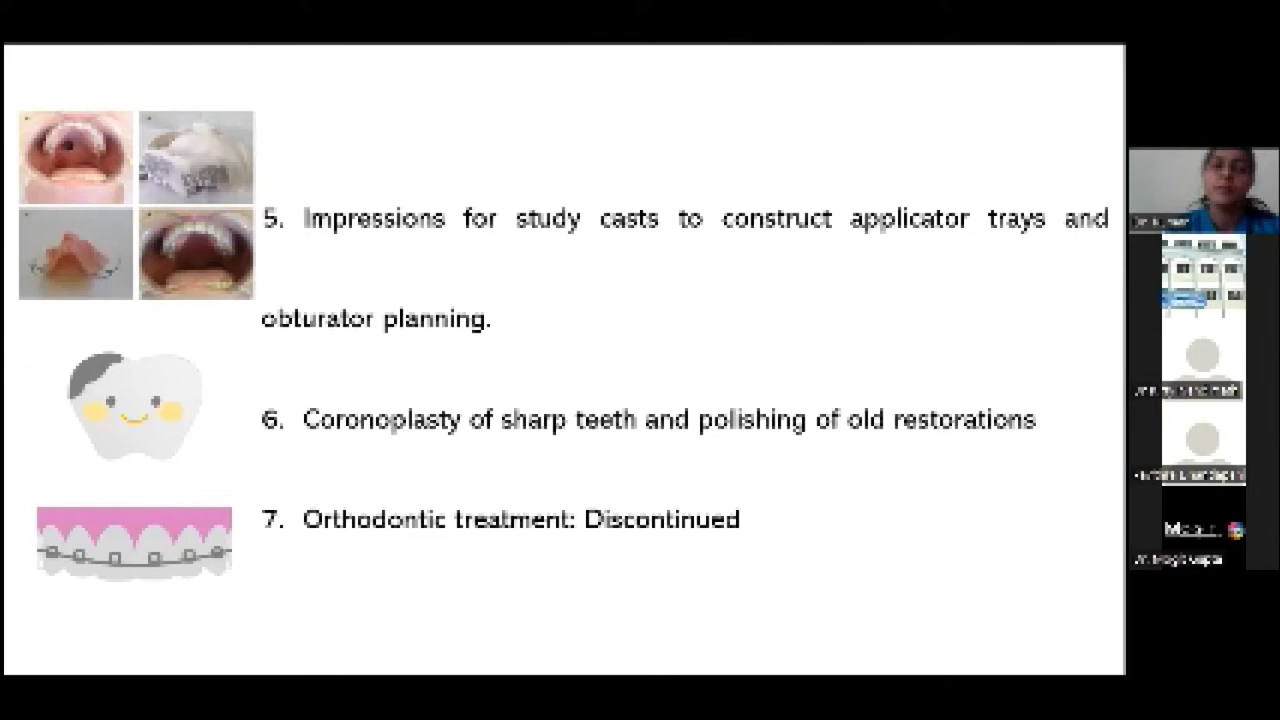 5. Impressions for study casts to construct applicator trays and
obturator planning.
6. Coronoplasty of sharp teeth and polishing of old restorations
7. Orthodontic treatment: Discontinued